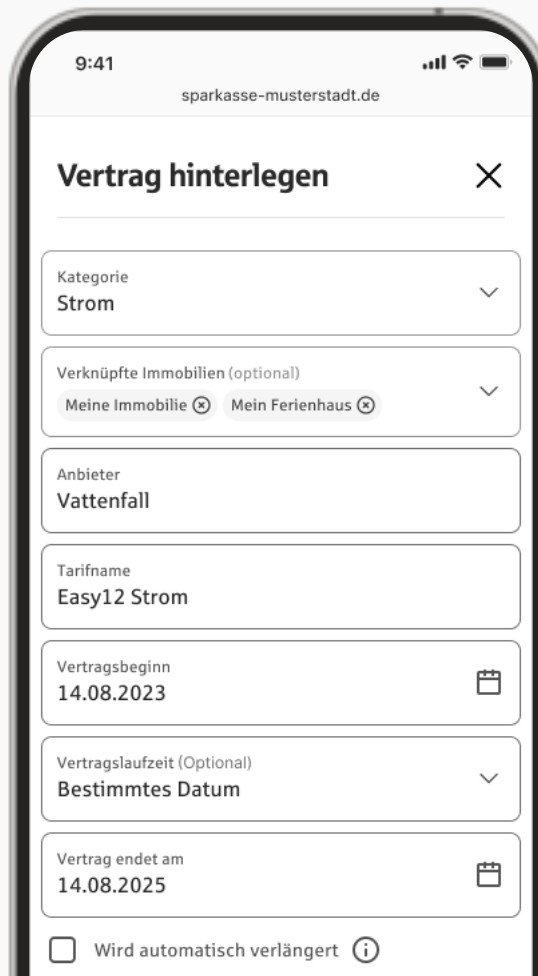 9:41
sparkasse-musterstadt.de
Vertrag hinterlegen
Kategorie
Strom
Verknüpfte Immobilien (optional)
Meine Immobilie Mein Ferienhaus
Anbieter
Vattenfall
Tarifname
Easy12 Strom
Vertragsbeginn
14.08.2023
Vertragslaufzeit (Optional)
Bestimmtes Datum
Vertrag endet am
14.08.2025
Wird automatisch verlängert